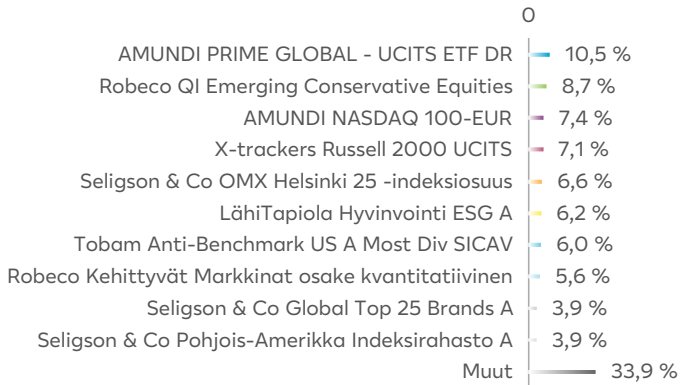 0
AMUNDI PRIME GLOBAL - UCITS ETF DR 10,5 %
Robeco QI Emerging Conservative Equities 8,7 %
AMUNDI NASDAQ 100-EUR 7,4 %
X-trackers Russell 2000 UCITS 7,1 %
Seligson & Co OMX Helsinki 25 -indeksiosuus 6,6 %
LähiTapiola Hyvinvointi ESG A 6,2 %
Tobam Anti-Benchmark US A Most Div SICAV 6,0 %
Robeco Kehittyvät Markkinat osake kvantitatiivinen 5,6 %
Seligson & Co Global Top 25 Brands A 3,9 %
Seligson & Co Pohjois-Amerikka Indeksirahasto A 3,9 %
Muut 33,9 %